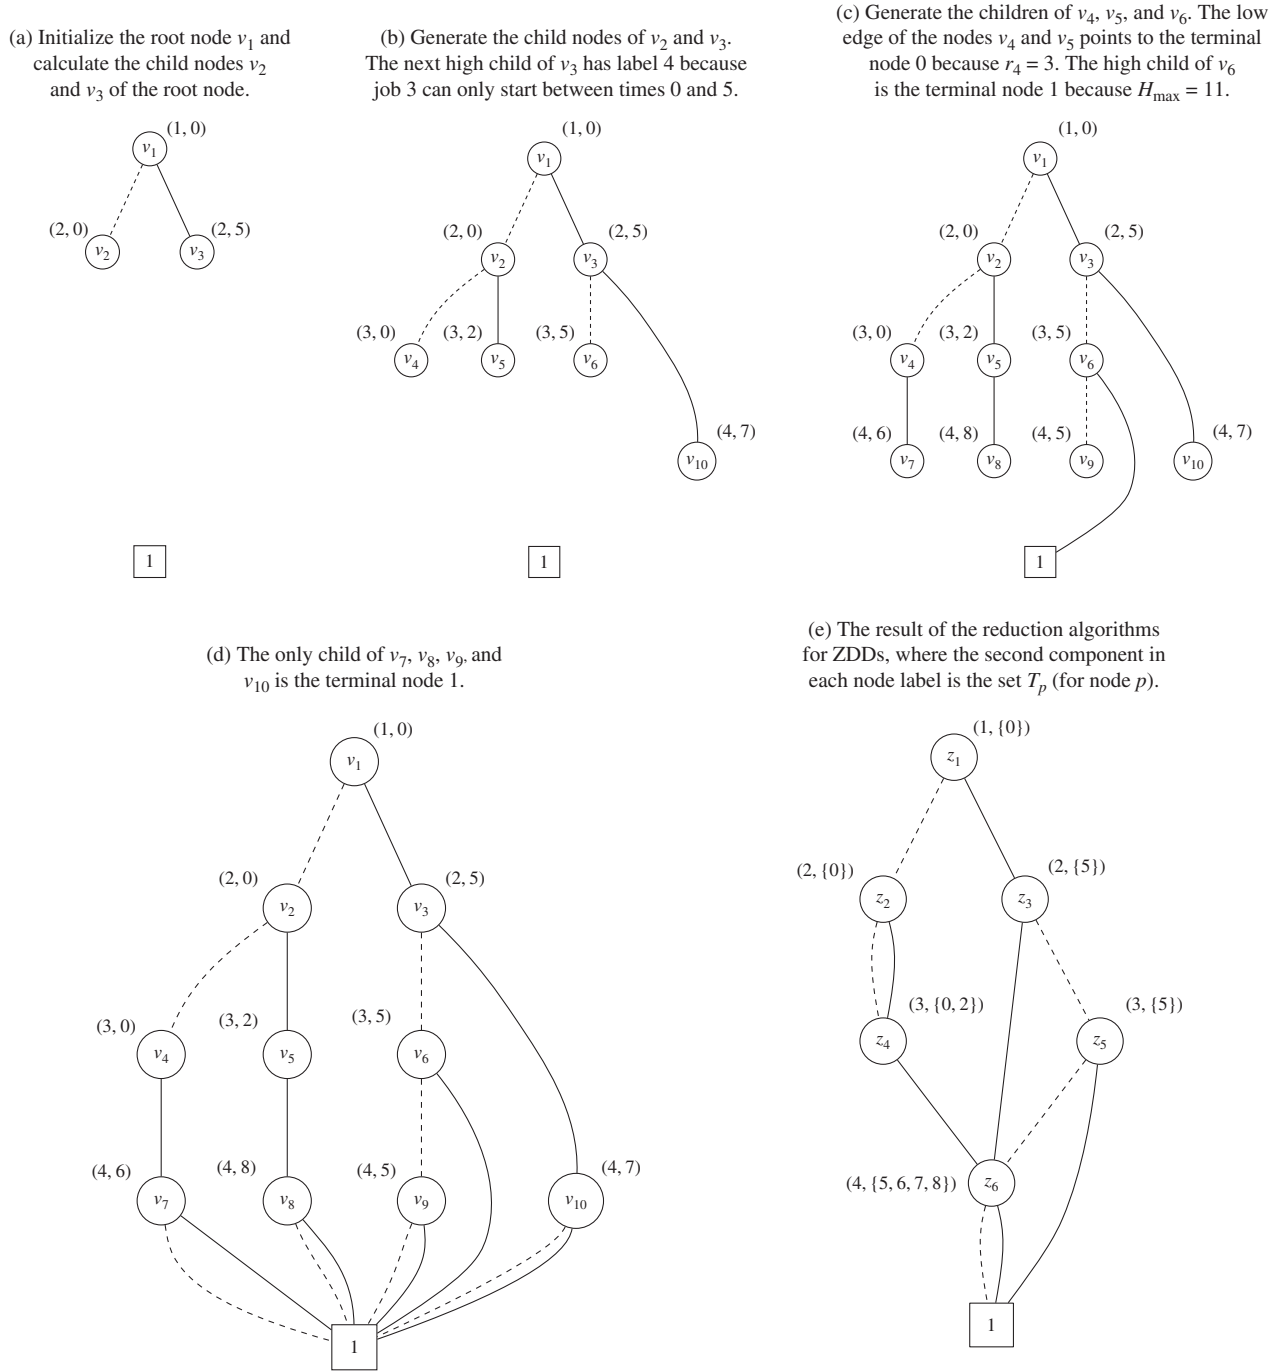 (a) Initialize the root node v₁ and
calculate the child nodes v₂
and v₃ of the root node.
(1, 0)
v₁
(2, 0)
(2, 5)
v₂
v₃
1
(b) Generate the child nodes of v₂ and v₃.
The next high child of v₃ has label 4 because
job 3 can only start between times 0 and 5.
(1, 0)
v₁
(2, 0)
(2, 5)
v₂
v₃
(3, 0)
(3, 2)
(3, 5)
v₄
v₅
v₆
(4, 7)
v₁₀
1
(c) Generate the children of v₄, v₅, and v₆. The low
edge of the nodes v₄ and v₅ points to the terminal
node 0 because r₄ = 3. The high child of v₆
is the terminal node 1 because Hmax = 11.
(1, 0)
v₁
(2, 0)
(2, 5)
v₂
v₃
(3, 0)
(3, 2)
(3, 5)
v₄
v₅
v₆
(4, 6)
(4, 8)
(4, 5)
(4, 7)
v₇
v₈
v₉
v₁₀
1
(d) The only child of v₇, v₈, v₉, and
v₁₀ is the terminal node 1.
(1, 0)
v₁
(2, 0)
(2, 5)
v₂
v₃
(3, 0)
(3, 2)
(3, 5)
v₄
v₅
v₆
(4, 6)
(4, 8)
(4, 5)
(4, 7)
v₇
v₈
v₉
v₁₀
1
(e) The result of the reduction algorithms
for ZDDs, where the second component in
each node label is the set Tₚ (for node p).
(1, {0})
z₁
(2, {0})
(2, {5})
z₂
z₃
(3, {0, 2})
(3, {5})
z₄
z₅
(4, {5, 6, 7, 8})
z₆
1